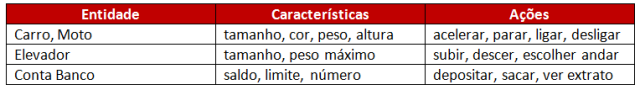 Entidade Características Ações
Carro, Moto tamanho, cor, peso, altura acelerar, parar, ligar, desligar
Elevador tamanho, peso máximo subir, descer, escolher andar
Conta Banco saldo, limite, número depositar, sacar, ver extrato